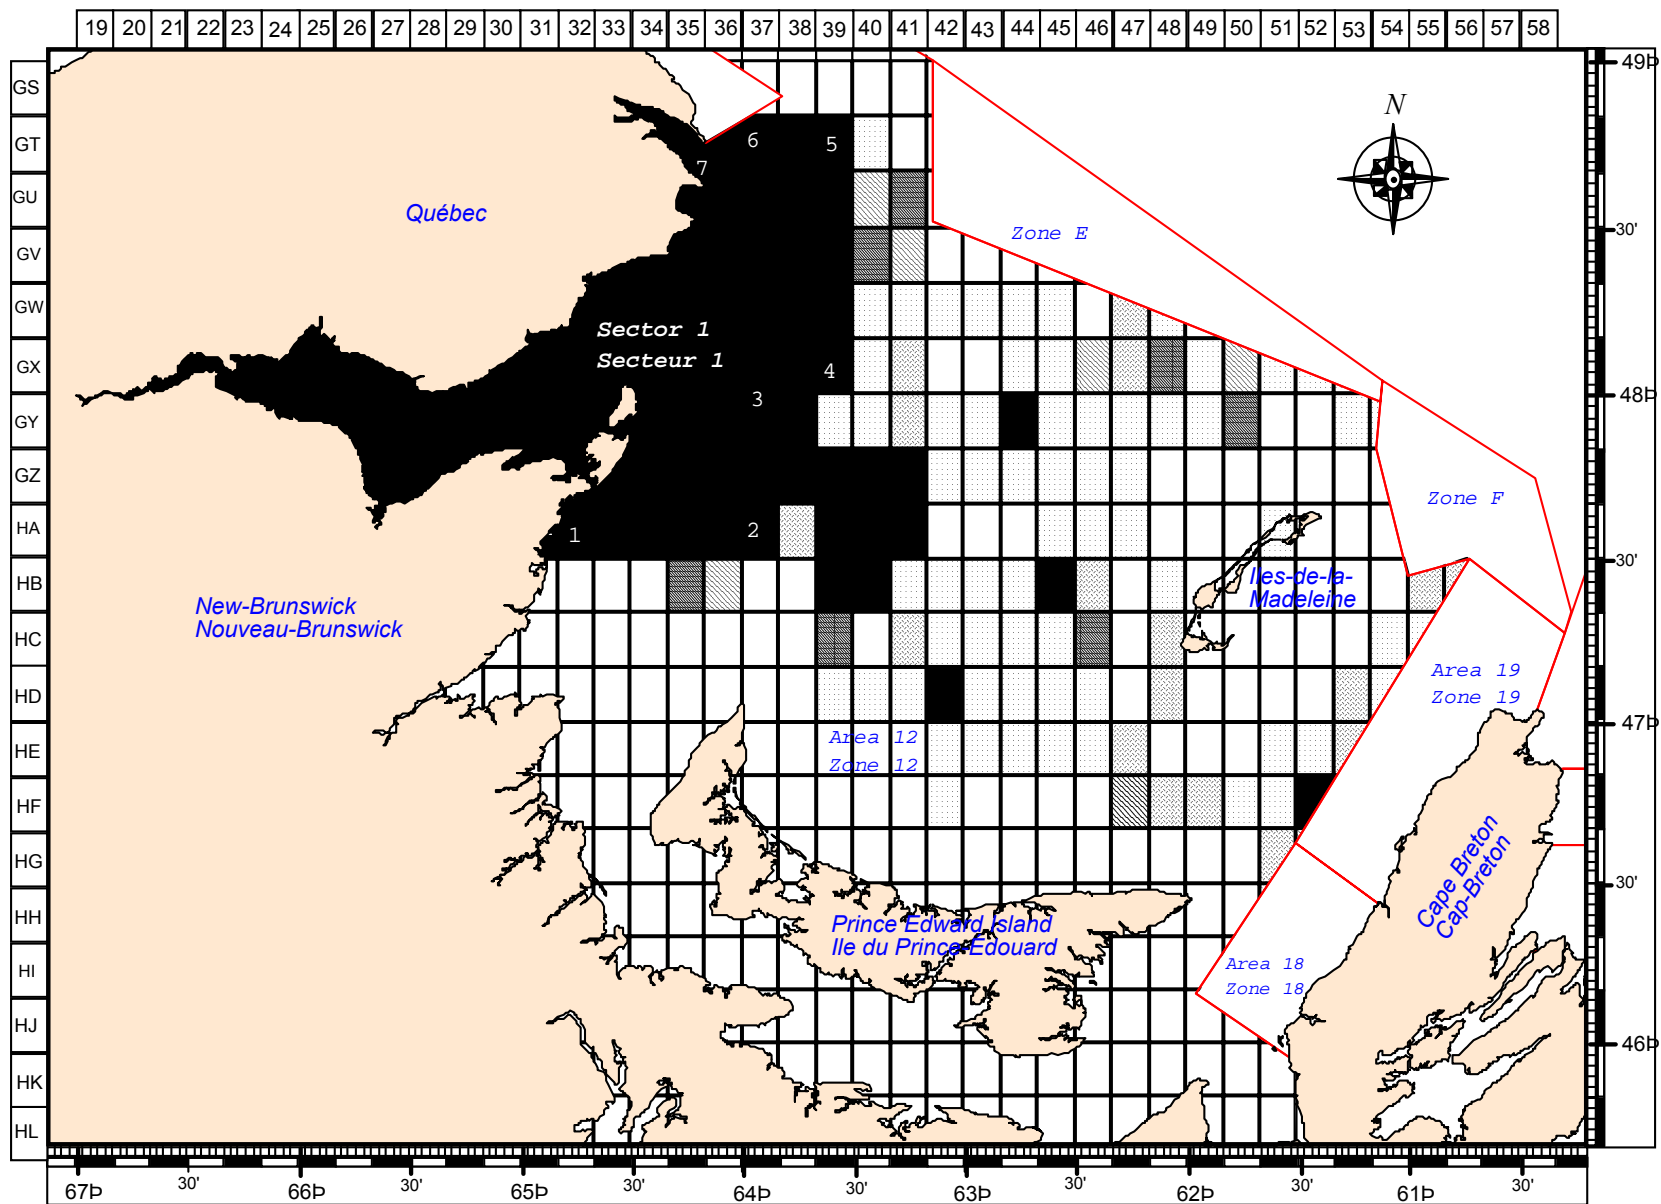 19 20 21 22 23 24 25 26 27 28 29 30 31 32 33 34 35 36 37 38 39 40 41 42 43 44 45 46 47 48 49 50 51 52 53 54 55 56 57 58
GS
49Þ
N
GT
6
5
7
GU
Québec
30'
Zone E
GV
GW
Sector 1
Secteur 1
GX
4
48Þ
3
GY
GZ
Zone F
HA
1
2
30'
HB
Iles-de-la-
Madeleine
New-Brunswick
Nouveau-Brunswick
HC
Area 19
Zone 19
HD
47Þ
Area 12
Zone 12
HE
HF
Cape Breton
Cap-Breton
HG
30'
HH
Prince Edward Island
Ile du Prince-Édouard
HI
Area 18
Zone 18
HJ
46Þ
HK
HL
67Þ 30' 66Þ 30' 65Þ 30' 64Þ 30' 63Þ 30' 62Þ 30' 61Þ 30'